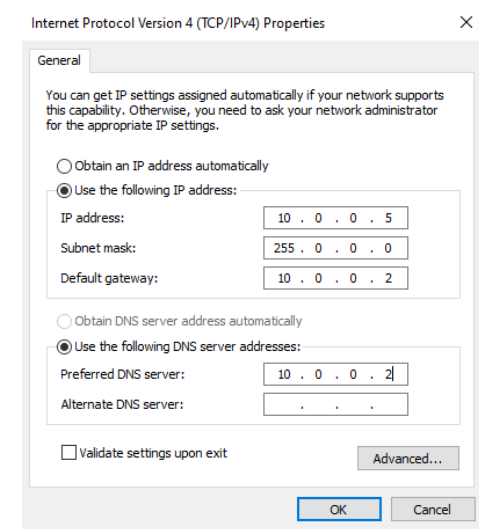 Internet Protocol Version 4 (TCP/IPv4) Properties
General
You can get IP settings assigned automatically if your network supports
this capability. Otherwise, you need to ask your network administrator
for the appropriate IP settings.
Obtain an IP address automatically
Use the following IP address:
IP address: 10 . 0 . 0 . 5
Subnet mask: 255 . 0 . 0 . 0
Default gateway: 10 . 0 . 0 . 2
Obtain DNS server address automatically
Use the following DNS server addresses:
Preferred DNS server: 10 . 0 . 0 . 2
Alternate DNS server: . . .
Validate settings upon exit
Advanced...
OK Cancel